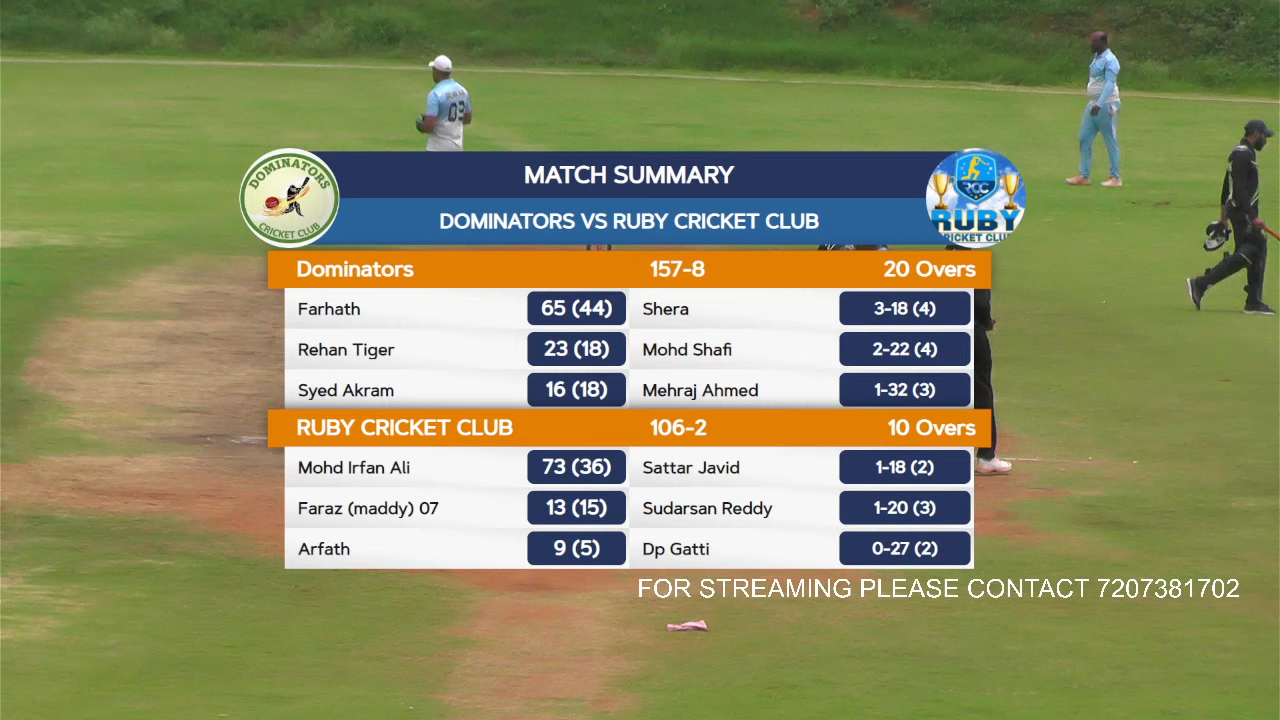 MATCH SUMMARY
DOMINATORS VS RUBY CRICKET CLUB
DOMINATORS
CRICKET CLUB
RCC
RUBY
CRICKET CLU
Dominators 157-8 20 Overs
Farhath 65 (44) Shera 3-18 (4)
Rehan Tiger 23 (18) Mohd Shafi 2-22 (4)
Syed Akram 16 (18) Mehraj Ahmed 1-32 (3)
RUBY CRICKET CLUB 106-2 10 Overs
Mohd Irfan Ali 73 (36) Sattar Javid 1-18 (2)
Faraz (maddy) 07 13 (15) Sudarsan Reddy 1-20 (3)
Arfath 9 (5) Dp Gatti 0-27 (2)
FOR STREAMING PLEASE CONTACT 7207381702